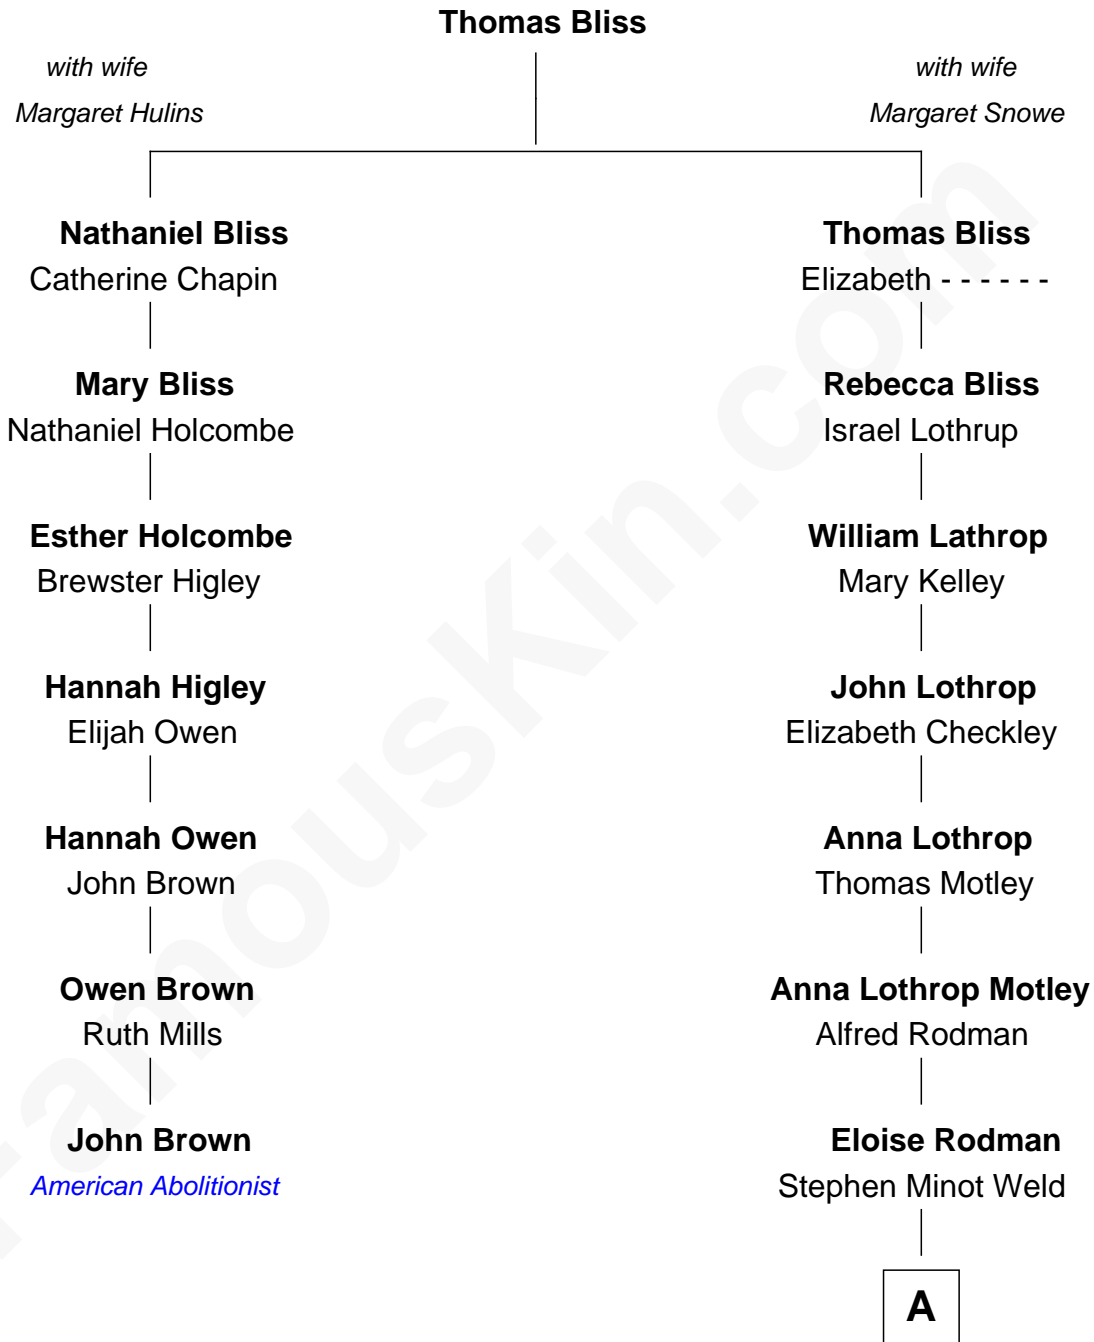 Thomas Bliss
with wife
Margaret Hulins
with wife
Margaret Snowe
Nathaniel Bliss
Catherine Chapin
Thomas Bliss
Elizabeth - - - - - -
Mary Bliss
Nathaniel Holcombe
Rebecca Bliss
Israel Lothrup
Esther Holcombe
Brewster Higley
William Lathrop
Mary Kelley
Hannah Higley
Elijah Owen
John Lothrop
Elizabeth Checkley
Hannah Owen
John Brown
Anna Lothrop
Thomas Motley
Owen Brown
Ruth Mills
Anna Lothrop Motley
Alfred Rodman
John Brown
American Abolitionist
Eloise Rodman
Stephen Minot Weld
A
FamousKin.com